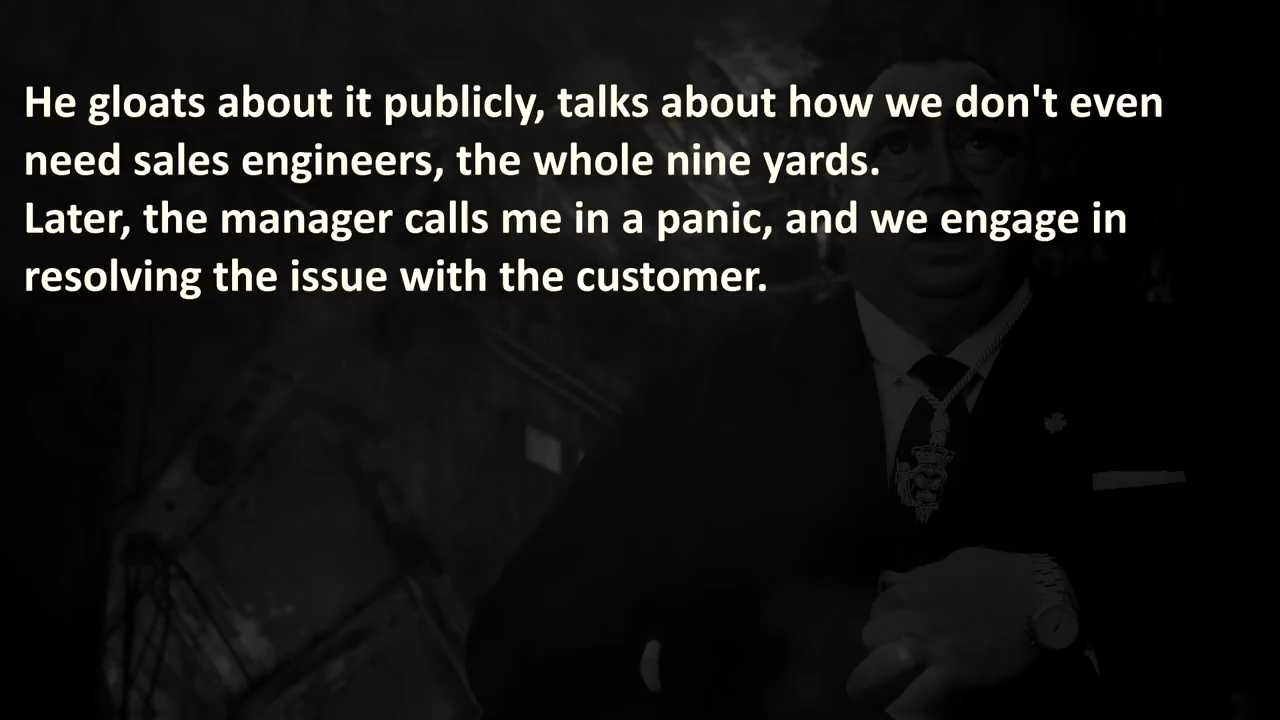 He gloats about it publicly, talks about how we don't even
need sales engineers, the whole nine yards.
Later, the manager calls me in a panic, and we engage in
resolving the issue with the customer.